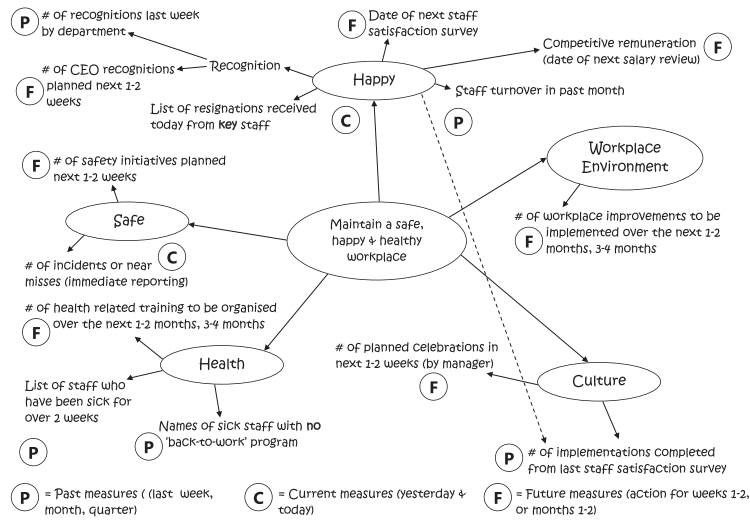 P
# of recognitions last week
by department
F
Date of next staff
satisfaction survey
Competitive remuneration
(date of next salary review)
F
Recognition
# of CEO recognitions
planned next 1-2
weeks
F
Happy
Staff turnover in past month
List of resignations received
today from key staff
C
P
F
# of safety initiatives planned
next 1-2 weeks
Workplace
Environment
Safe
Maintain a safe,
happy & healthy
workplace
# of workplace improvements to be
implemented over the next 1-2
months, 3-4 months
F
C
# of incidents or near
misses (immediate reporting)
# of health related training to be organised
over the next 1-2 months, 3-4 months
F
Health
# of planned celebrations in
next 1-2 weeks (by manager)
F
Culture
List of staff who
have been sick for
over 2 weeks
P
Names of sick staff with no
'back-to-work' program
P
P
# of implementations completed
from last staff satisfaction survey
P
= Past measures ( (last week,
month, quarter)
C
= Current measures (yesterday &
today)
F
= Future measures (action for weeks 1-2,
or months 1-2)